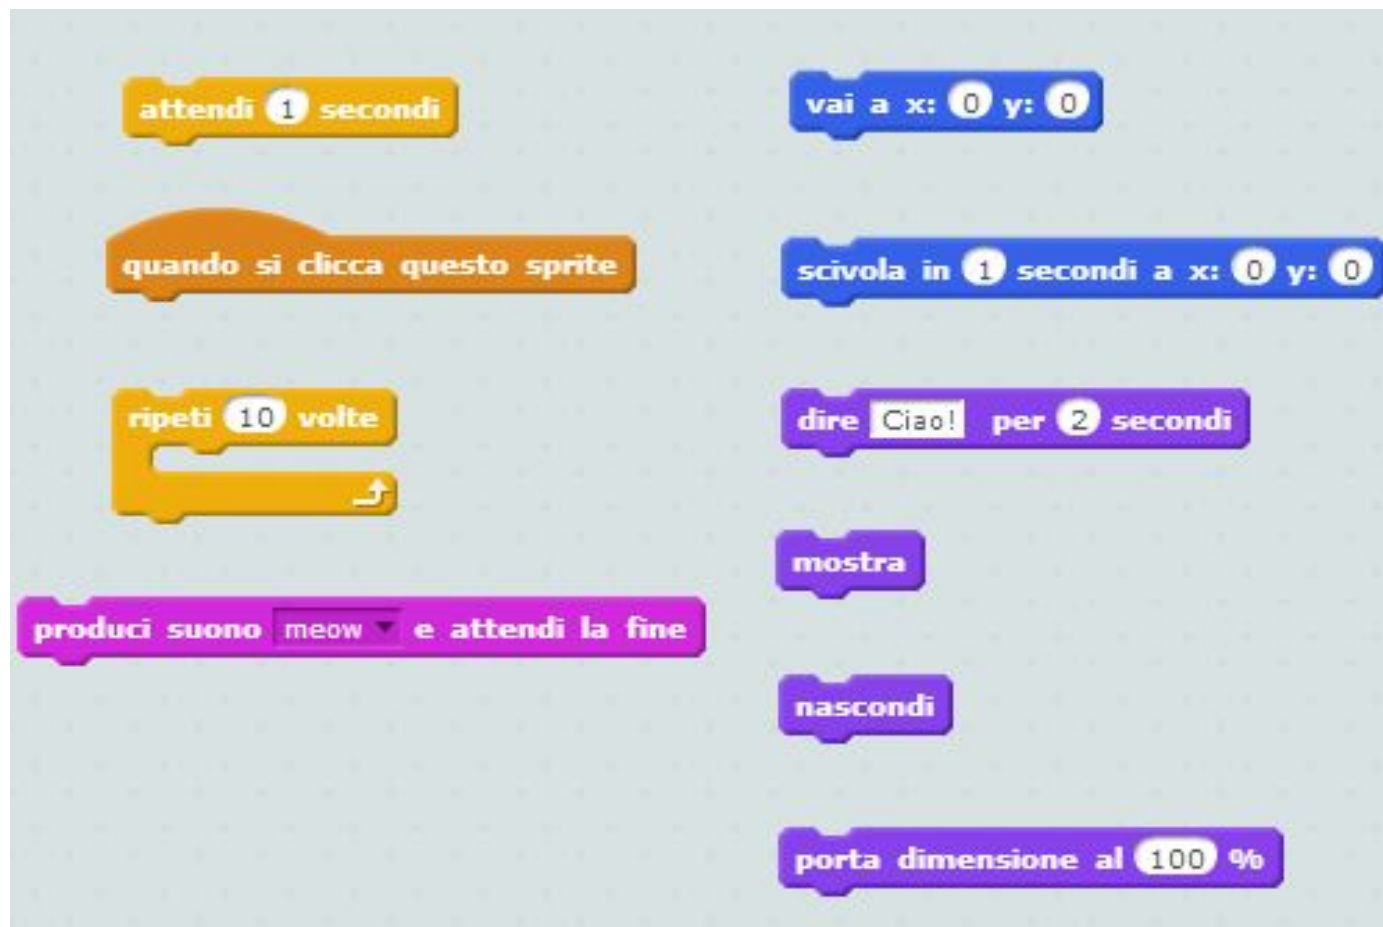 attendi 1 secondi
quando si clicca questo sprite
ripeti 10 volte
produci suono meow e attendi la fine
vai a x: 0 y: 0
scivola in 1 secondi a x: 0 y: 0
dire Ciao! per 2 secondi
mostra
nascondi
porta dimensione al 100 %